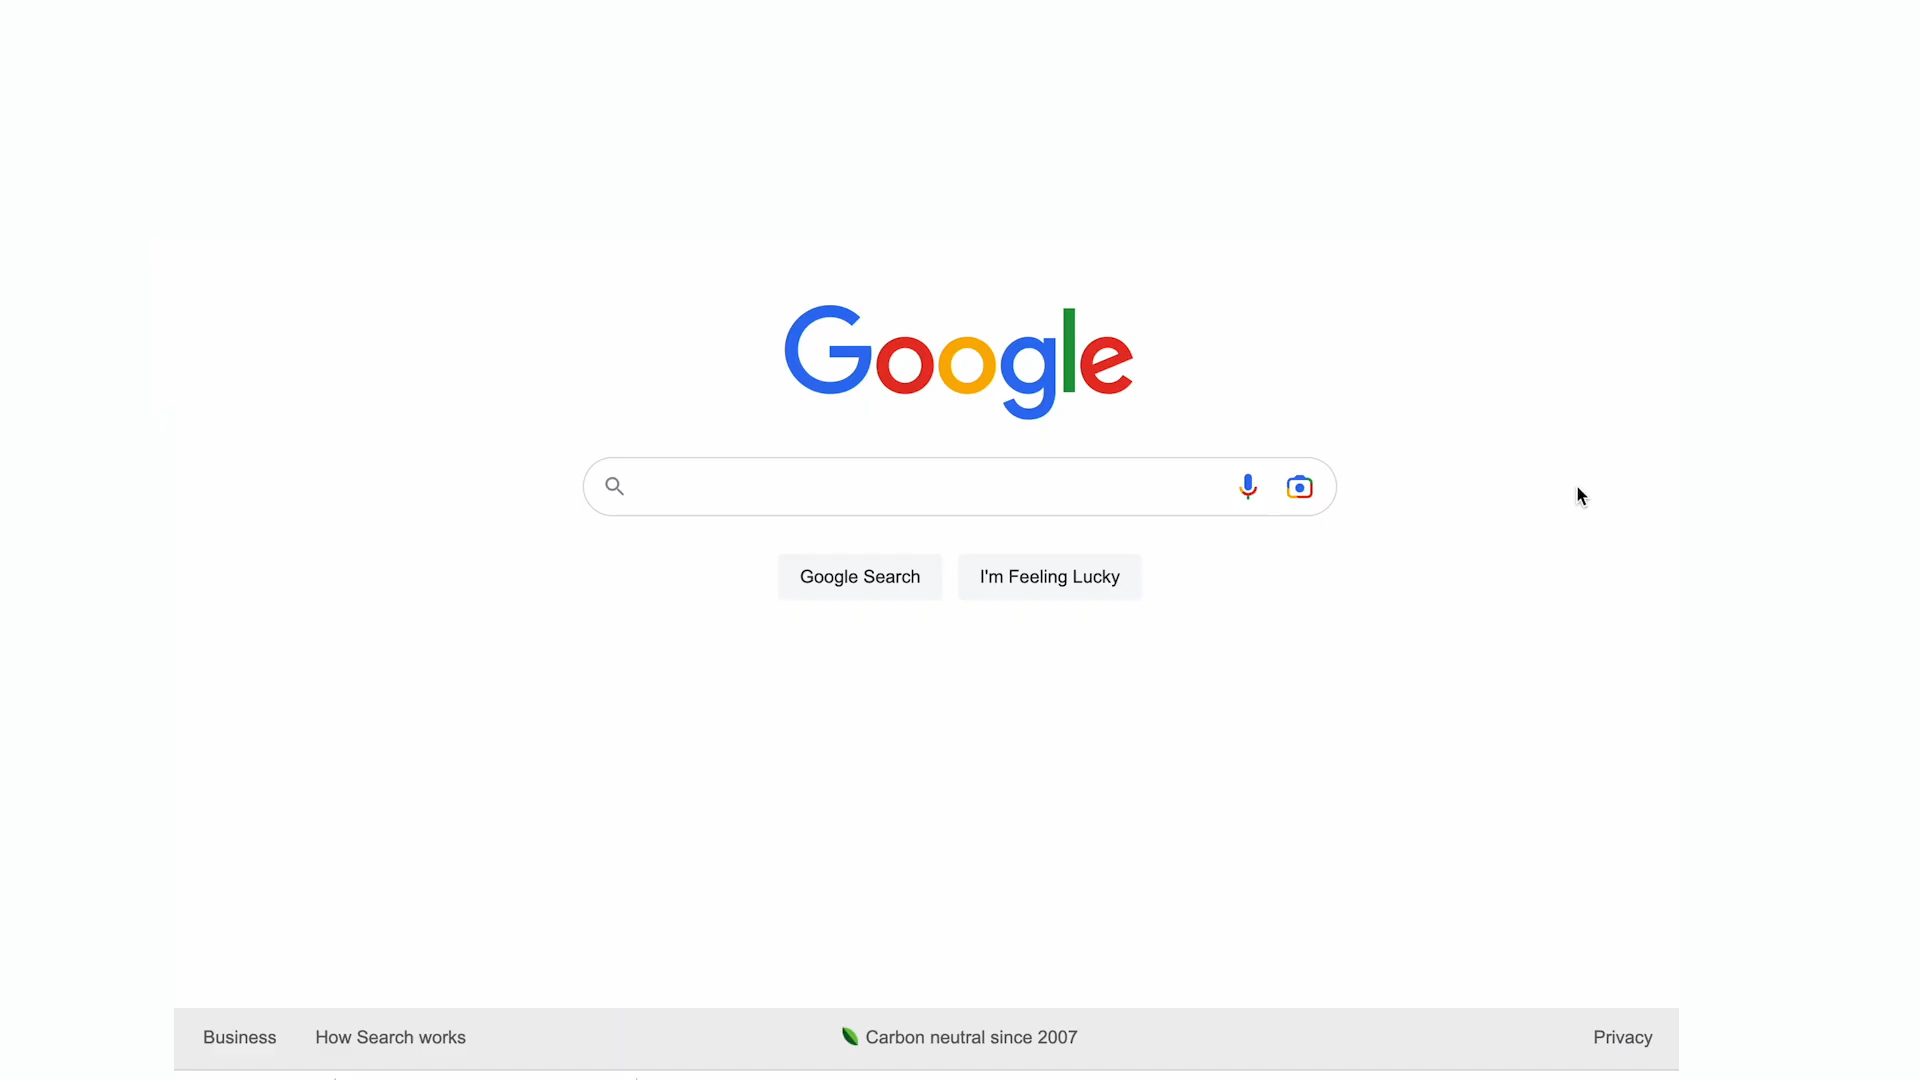 Google
Google Search
I'm Feeling Lucky
Business
How Search works
Carbon neutral since 2007
Privacy